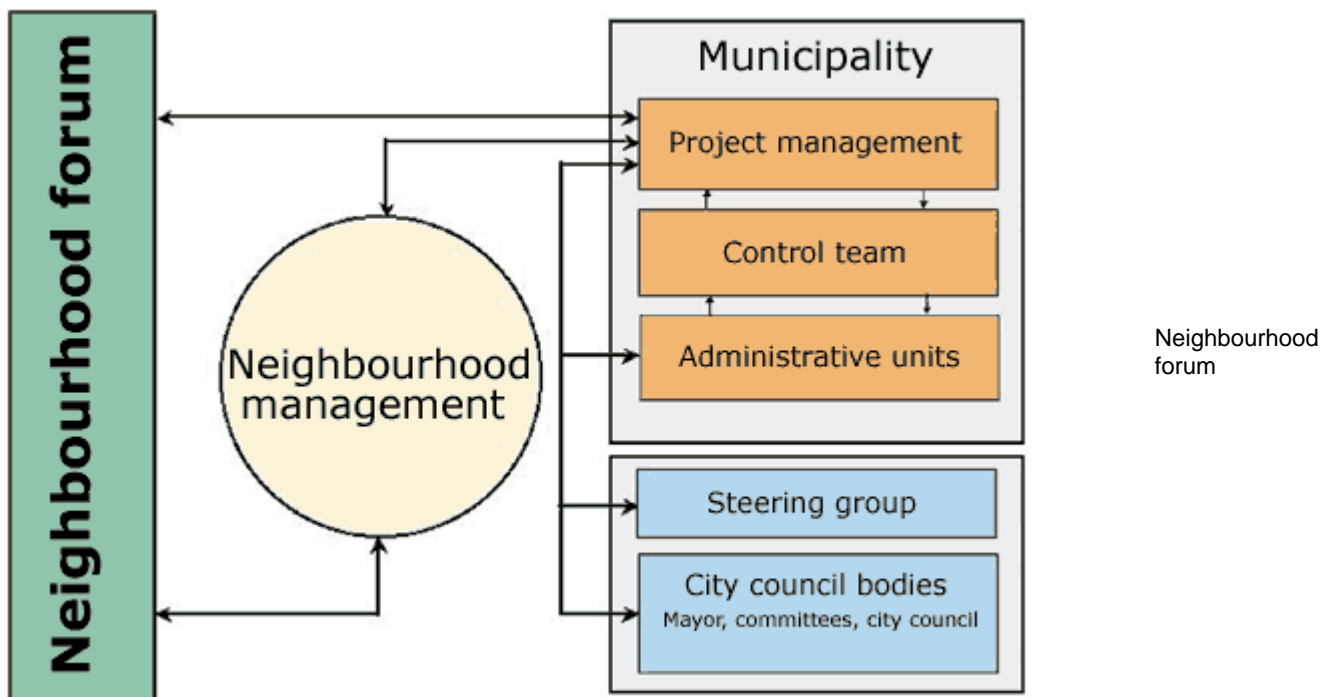 Neighbourhood forum
Neighbourhood
management
Municipality
Project management
Control team
Administrative units
Steering group
City council bodies
Mayor, committees, city council
Neighbourhood
forum